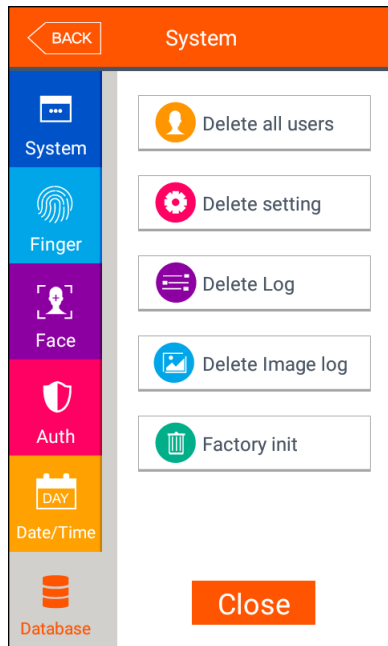 BACK
System
System
Finger
Face
Auth
DAY
Date/Time
Database
Delete all users
Delete setting
Delete Log
Delete Image log
Factory init
Close